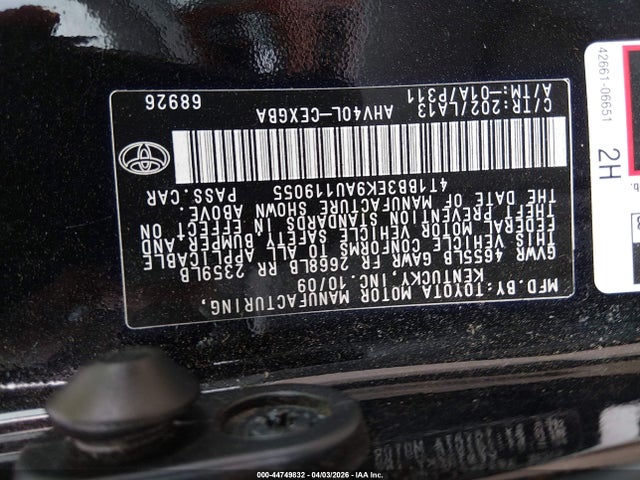 MFD.BY:TOYOTA MOTOR MANUFACTURING,
KENTUCKY, INC. 10/09
GVWR 4655LB GAWR FR 2668LB RR 2359LB
THIS VEHICLE CONFORMS TO ALL APPLICABLE
FEDERAL MOTOR VEHICLE SAFETY, BUMPER, AND
THEFT PREVENTION STANDARDS IN EFFECT ON
THE DATE OF MANUFACTURE SHOWN ABOVE.
4T1BB3EK9AU119055 PASS.CAR
C/TR:202/LA13 AHV40L-CEXGBA
A/TM:-01A/P311 68926
42661-06651
2H
000-44749832 - 04/03/2026 - IAA Inc.